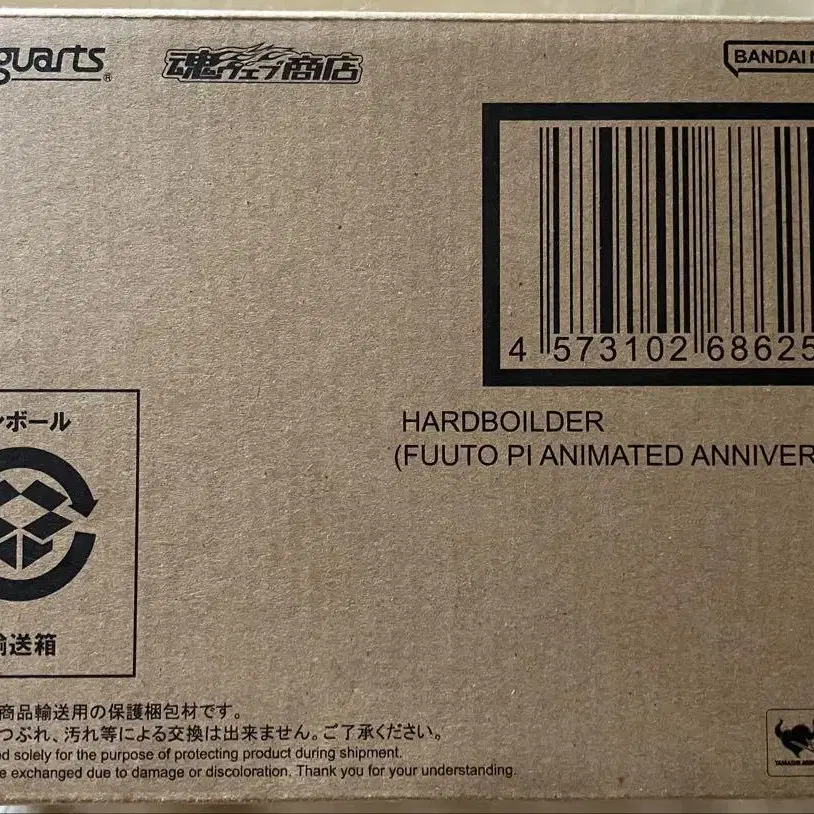 guarts®
魂ウェブ商店
BANDAI N
4 573102 68625
HARDBOILDER
(FUUTO PI ANIMATED ANNIVER
ンボール
輸送箱
商品輸送用の保護梱包材です。
つぶれ、汚れ等による交換は出来ません。ご了承ください。
d solely for the purpose of protecting product during shipment.
e exchanged due to damage or discoloration. Thank you for your understanding.